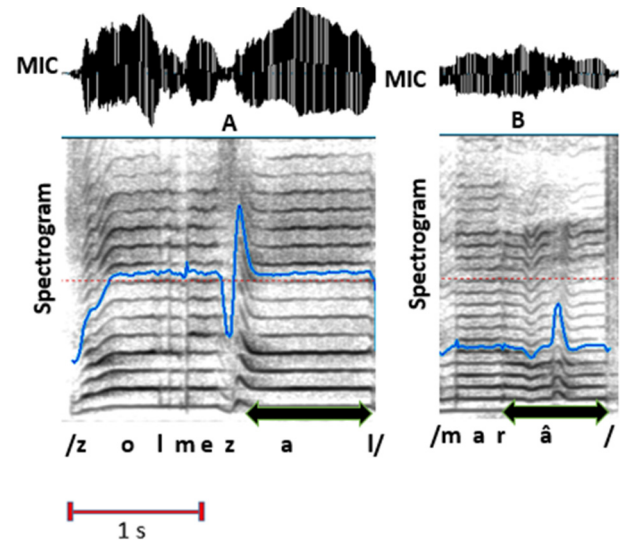 MIC
MIC
A
B
Spectrogram
Spectrogram
/z o l m e z a l/
/m a r â /
1 s